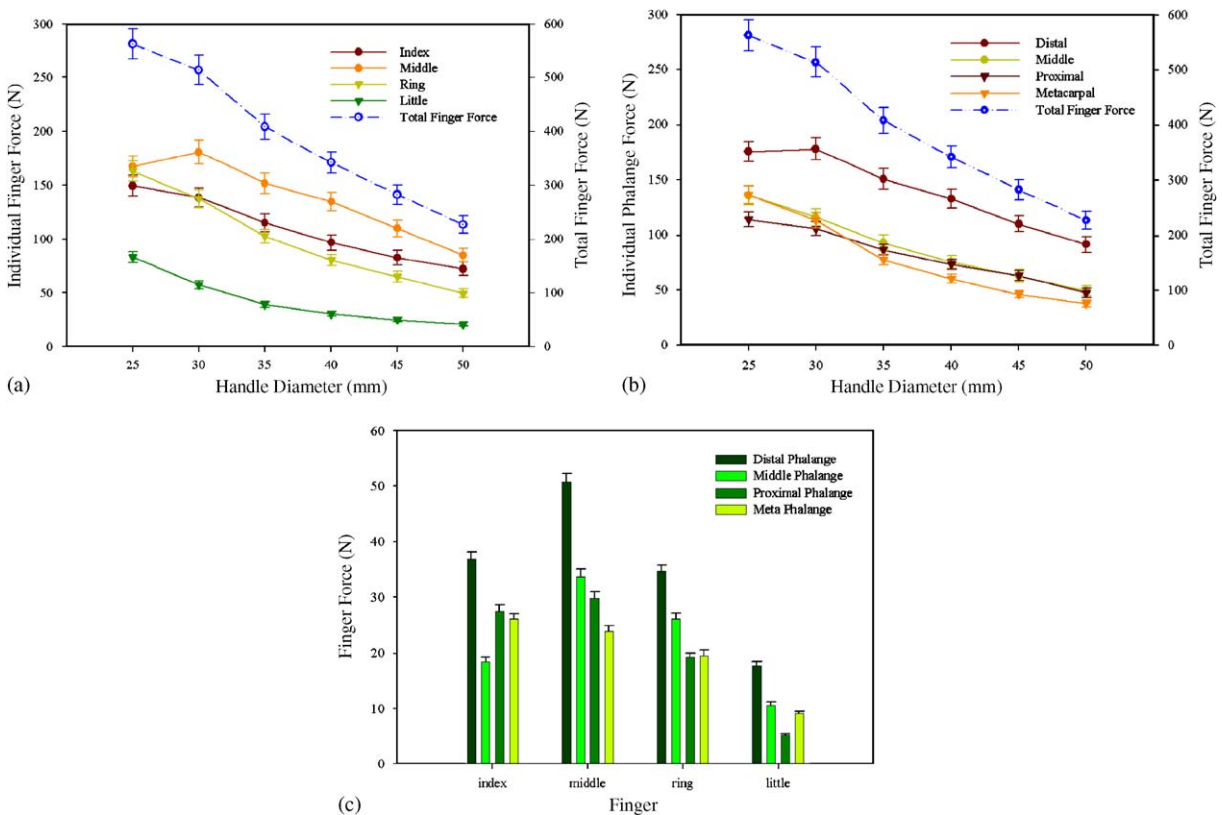 300
250
200
150
100
50
0
Individual Finger Force (N)
Index
Middle
Ring
Little
Total Finger Force
600
500
400
300
200
100
0
Total Finger Force (N)
25 30 35 40 45 50
Handle Diameter (mm)
(a)
300
250
200
150
100
50
0
Individual Phalange Force (N)
Distal
Middle
Proximal
Metacarpal
Total Finger Force
600
500
400
300
200
100
0
Total Finger Force (N)
25 30 35 40 45 50
Handle Diameter (mm)
(b)
60
50
40
30
20
10
0
Finger Force (N)
Distal Phalange
Middle Phalange
Proximal Phalange
Meta Phalange
index middle ring little
Finger
(c)